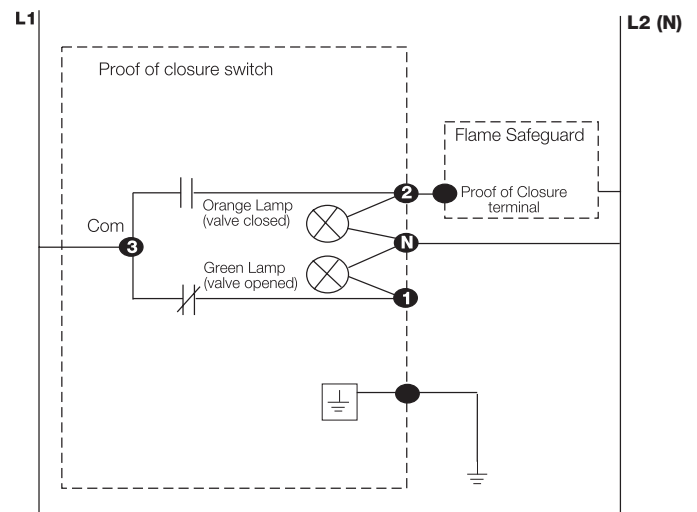 L1
L2 (N)
Proof of closure switch
Flame Safeguard
2
Proof of Closure
terminal
Orange Lamp
(valve closed)
Com
3
N
Green Lamp
(valve opened)
1